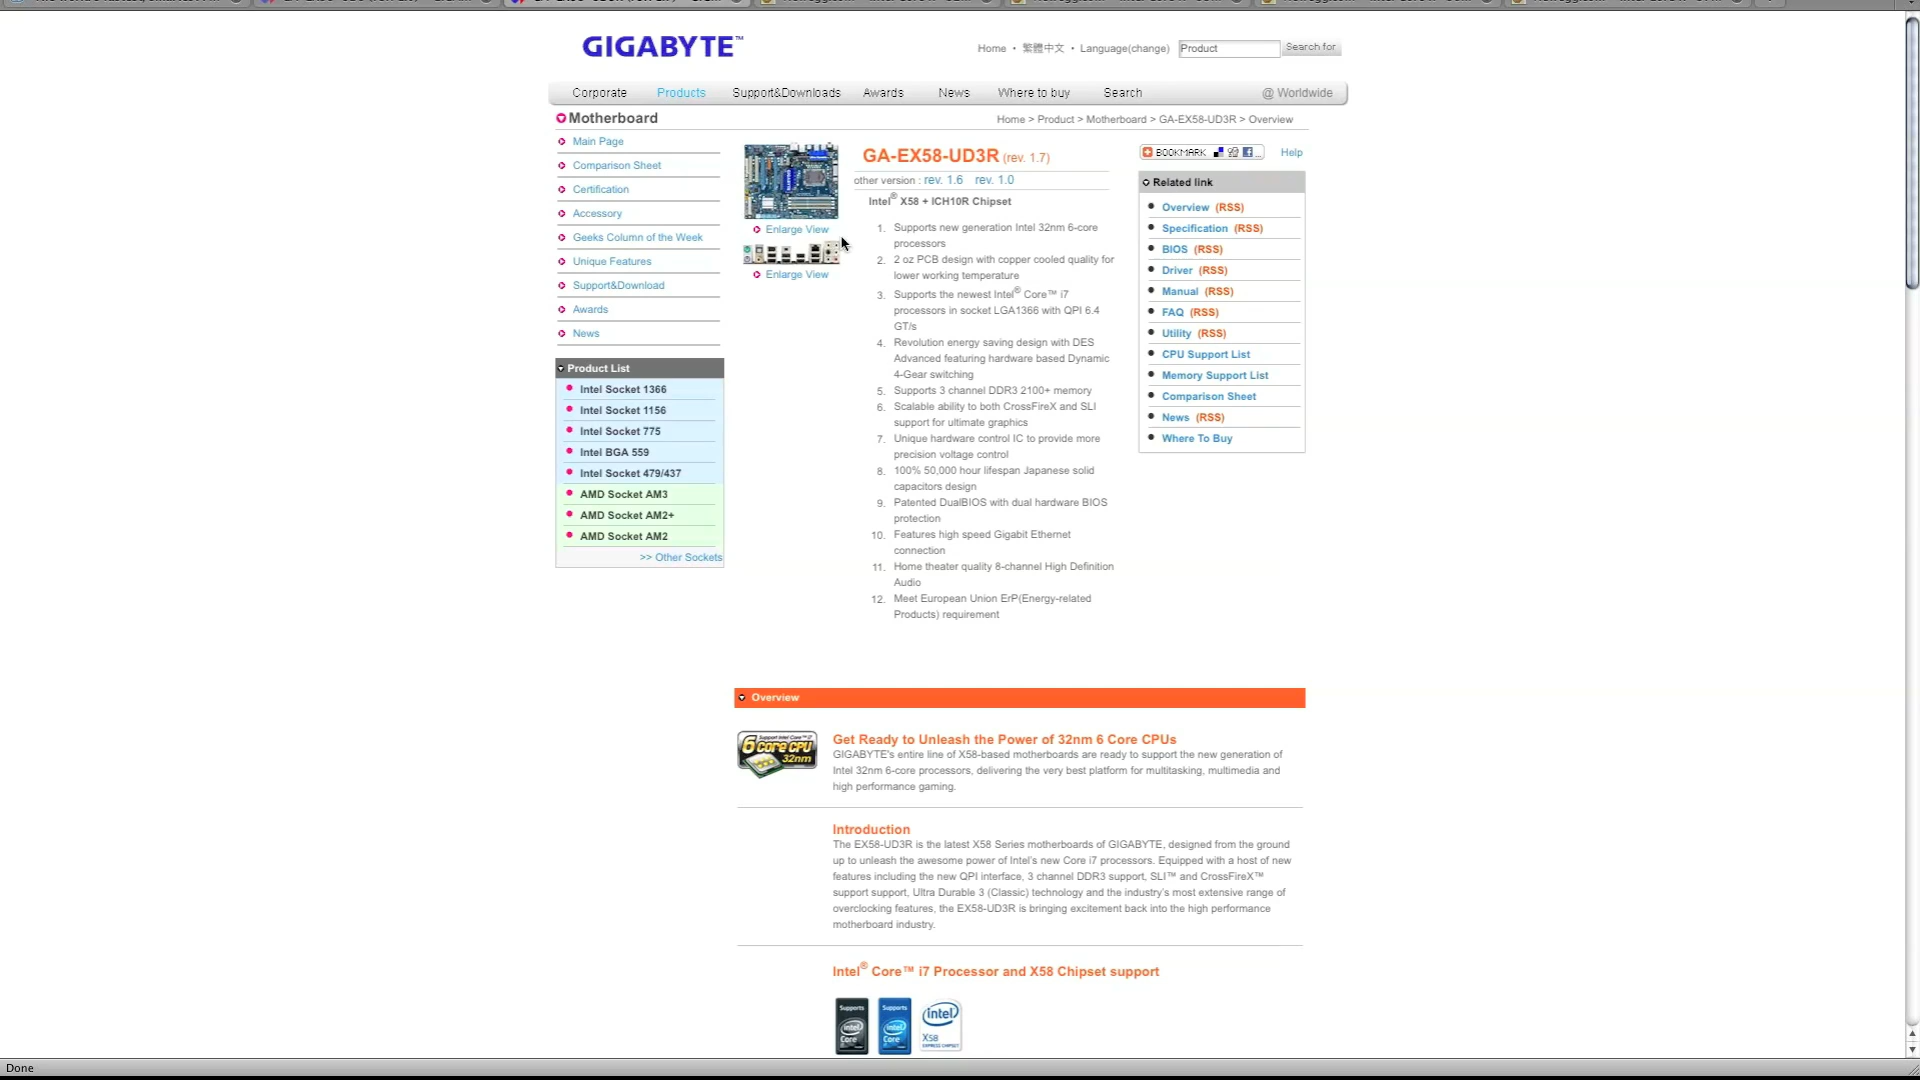 GIGABYTE™
Home • 繁體中文 • Language(change) Product Search for
Corporate Products Support&Downloads Awards News Where to buy Search @ Worldwide
Motherboard
Home > Product > Motherboard > GA-EX58-UD3R > Overview
Main Page
Comparison Sheet
Certification
Accessory
Geeks Column of the Week
Unique Features
Support&Download
Awards
News
Product List
Intel Socket 1366
Intel Socket 1156
Intel Socket 775
Intel BGA 559
Intel Socket 479/437
AMD Socket AM3
AMD Socket AM2+
AMD Socket AM2
>> Other Sockets
Enlarge View
Enlarge View
GA-EX58-UD3R (rev. 1.7)
other version : rev. 1.6 rev. 1.0
Intel® X58 + ICH10R Chipset
1. Supports new generation Intel 32nm 6-core
processors
2. 2 oz PCB design with copper cooled quality for
lower working temperature
3. Supports the newest Intel® Core™ i7
processors in socket LGA1366 with QPI 6.4
GT/s
4. Revolution energy saving design with DES
Advanced featuring hardware based Dynamic
4-Gear switching
5. Supports 3 channel DDR3 2100+ memory
6. Scalable ability to both CrossFireX and SLI
support for ultimate graphics
7. Unique hardware control IC to provide more
precision voltage control
8. 100% 50,000 hour lifespan Japanese solid
capacitors design
9. Patented DualBIOS with dual hardware BIOS
protection
10. Features high speed Gigabit Ethernet
connection
11. Home theater quality 8-channel High Definition
Audio
12. Meet European Union ErP(Energy-related
Products) requirement
BOOKMARK Help
Related link
Overview (RSS)
Specification (RSS)
BIOS (RSS)
Driver (RSS)
Manual (RSS)
FAQ (RSS)
Utility (RSS)
CPU Support List
Memory Support List
Comparison Sheet
News (RSS)
Where To Buy
Overview
Support Intel Core™ i7
6 Core CPU
32nm
Get Ready to Unleash the Power of 32nm 6 Core CPUs
GIGABYTE's entire line of X58-based motherboards are ready to support the new generation of
Intel 32nm 6-core processors, delivering the very best platform for multitasking, multimedia and
high performance gaming.
Introduction
The EX58-UD3R is the latest X58 Series motherboards of GIGABYTE, designed from the ground
up to unleash the awesome power of Intel's new Core i7 processors. Equipped with a host of new
features including the new QPI interface, 3 channel DDR3 support, SLI™ and CrossFireX™
support support, Ultra Durable 3 (Classic) technology and the industry's most extensive range of
overclocking features, the EX58-UD3R is bringing excitement back into the high performance
motherboard industry.
Intel® Core™ i7 Processor and X58 Chipset support
Supports
intel
Core
Supports
intel
Core
intel
X58
EXPRESS CHIPSET
Done